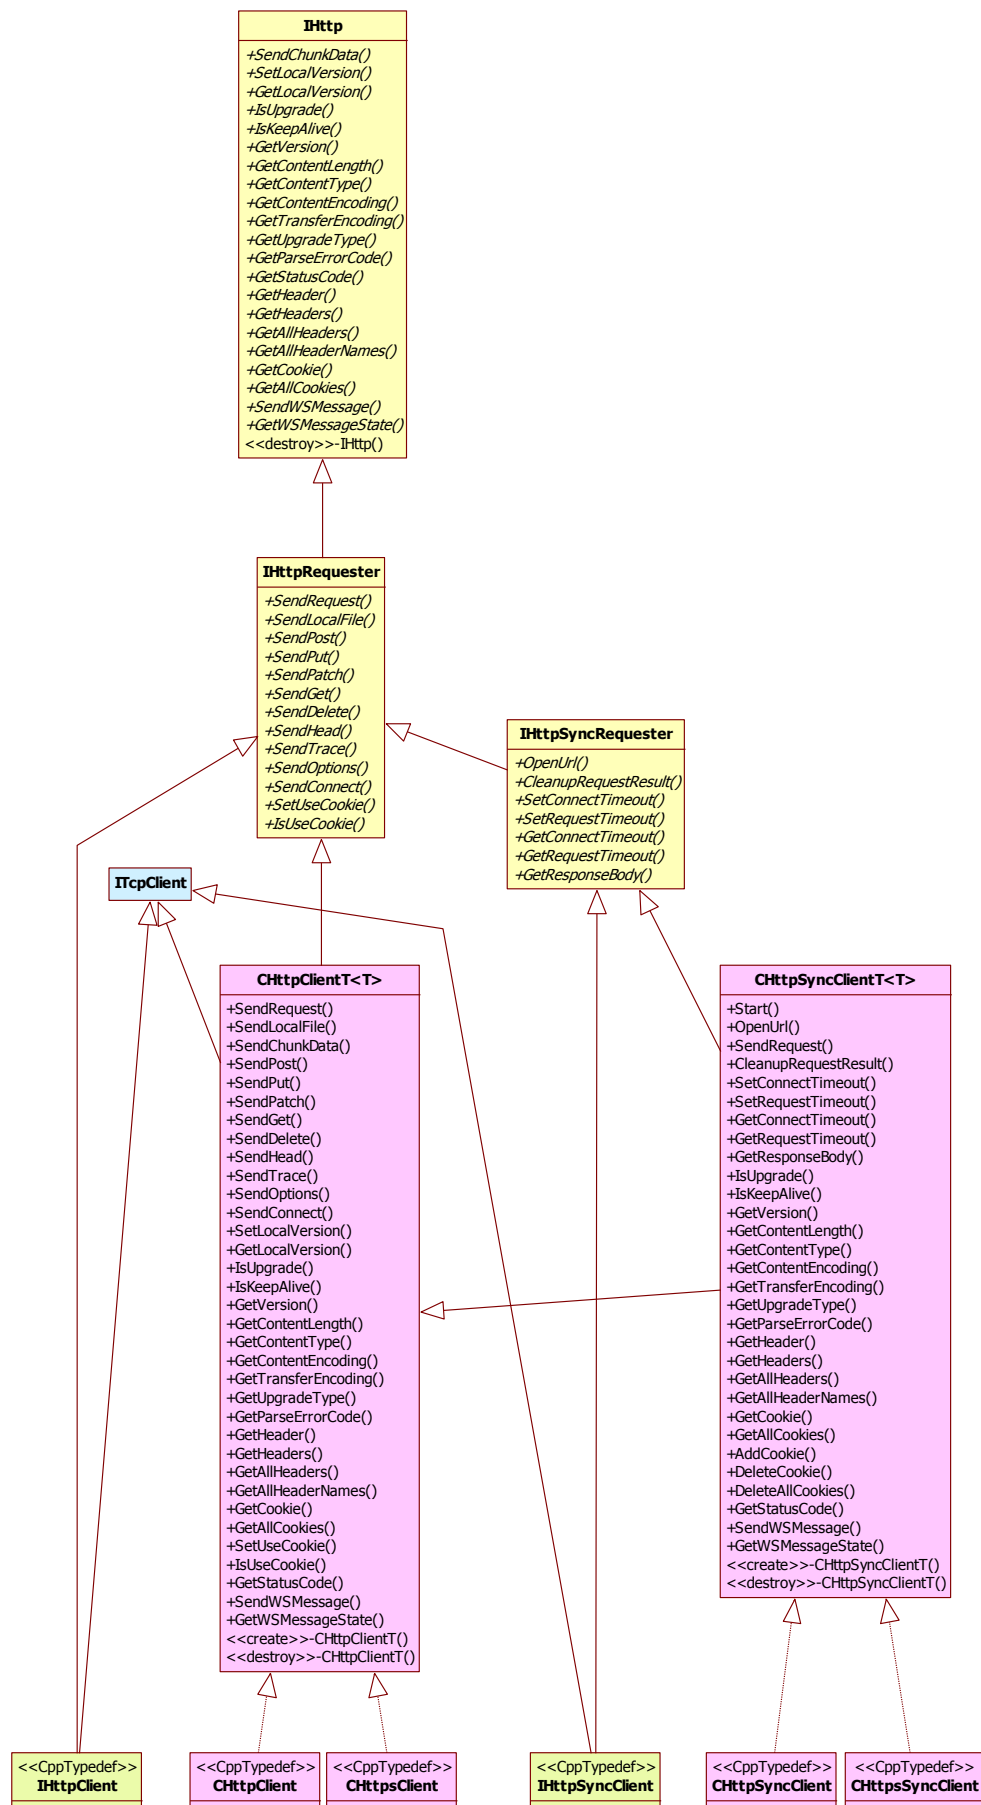 IHttp
+SendChunkData()
+SetLocalVersion()
+GetLocalVersion()
+IsUpgrade()
+IsKeepAlive()
+GetVersion()
+GetContentLength()
+GetContentType()
+GetContentEncoding()
+GetTransferEncoding()
+GetUpgradeType()
+GetParseErrorCode()
+GetStatusCode()
+GetHeader()
+GetHeaders()
+GetAllHeaders()
+GetAllHeaderNames()
+GetCookie()
+GetAllCookies()
+SendWSMessage()
+GetWSMessageState()
<<destroy>>-IHttp()
IHttpRequester
+SendRequest()
+SendLocalFile()
+SendPost()
+SendPut()
+SendPatch()
+SendGet()
+SendDelete()
+SendHead()
+SendTrace()
+SendOptions()
+SendConnect()
+SetUseCookie()
+IsUseCookie()
IHttpSyncRequester
+OpenUrl()
+CleanupRequestResult()
+SetConnectTimeout()
+SetRequestTimeout()
+GetConnectTimeout()
+GetRequestTimeout()
+GetResponseBody()
ITcpClient
CHttpClientT<T>
+SendRequest()
+SendLocalFile()
+SendChunkData()
+SendPost()
+SendPut()
+SendPatch()
+SendGet()
+SendDelete()
+SendHead()
+SendTrace()
+SendOptions()
+SendConnect()
+SetLocalVersion()
+GetLocalVersion()
+IsUpgrade()
+IsKeepAlive()
+GetVersion()
+GetContentLength()
+GetContentType()
+GetContentEncoding()
+GetTransferEncoding()
+GetUpgradeType()
+GetParseErrorCode()
+GetHeader()
+GetHeaders()
+GetAllHeaders()
+GetAllHeaderNames()
+GetCookie()
+GetAllCookies()
+SetUseCookie()
+IsUseCookie()
+GetStatusCode()
+SendWSMessage()
+GetWSMessageState()
<<create>>-CHttpClientT()
<<destroy>>-CHttpClientT()
CHttpSyncClientT<T>
+Start()
+OpenUrl()
+SendRequest()
+CleanupRequestResult()
+SetConnectTimeout()
+SetRequestTimeout()
+GetConnectTimeout()
+GetRequestTimeout()
+GetResponseBody()
+IsUpgrade()
+IsKeepAlive()
+GetVersion()
+GetContentLength()
+GetContentType()
+GetContentEncoding()
+GetTransferEncoding()
+GetUpgradeType()
+GetParseErrorCode()
+GetHeader()
+GetHeaders()
+GetAllHeaders()
+GetAllHeaderNames()
+GetCookie()
+GetAllCookies()
+AddCookie()
+DeleteCookie()
+DeleteAllCookies()
+GetStatusCode()
+SendWSMessage()
+GetWSMessageState()
<<create>>-CHttpSyncClientT()
<<destroy>>-CHttpSyncClientT()
<<CppTypedef>>
IHttpClient
<<CppTypedef>>
CHttpClient
<<CppTypedef>>
CHttpsClient
<<CppTypedef>>
IHttpSyncClient
<<CppTypedef>>
CHttpSyncClient
<<CppTypedef>>
CHttpsSyncClient